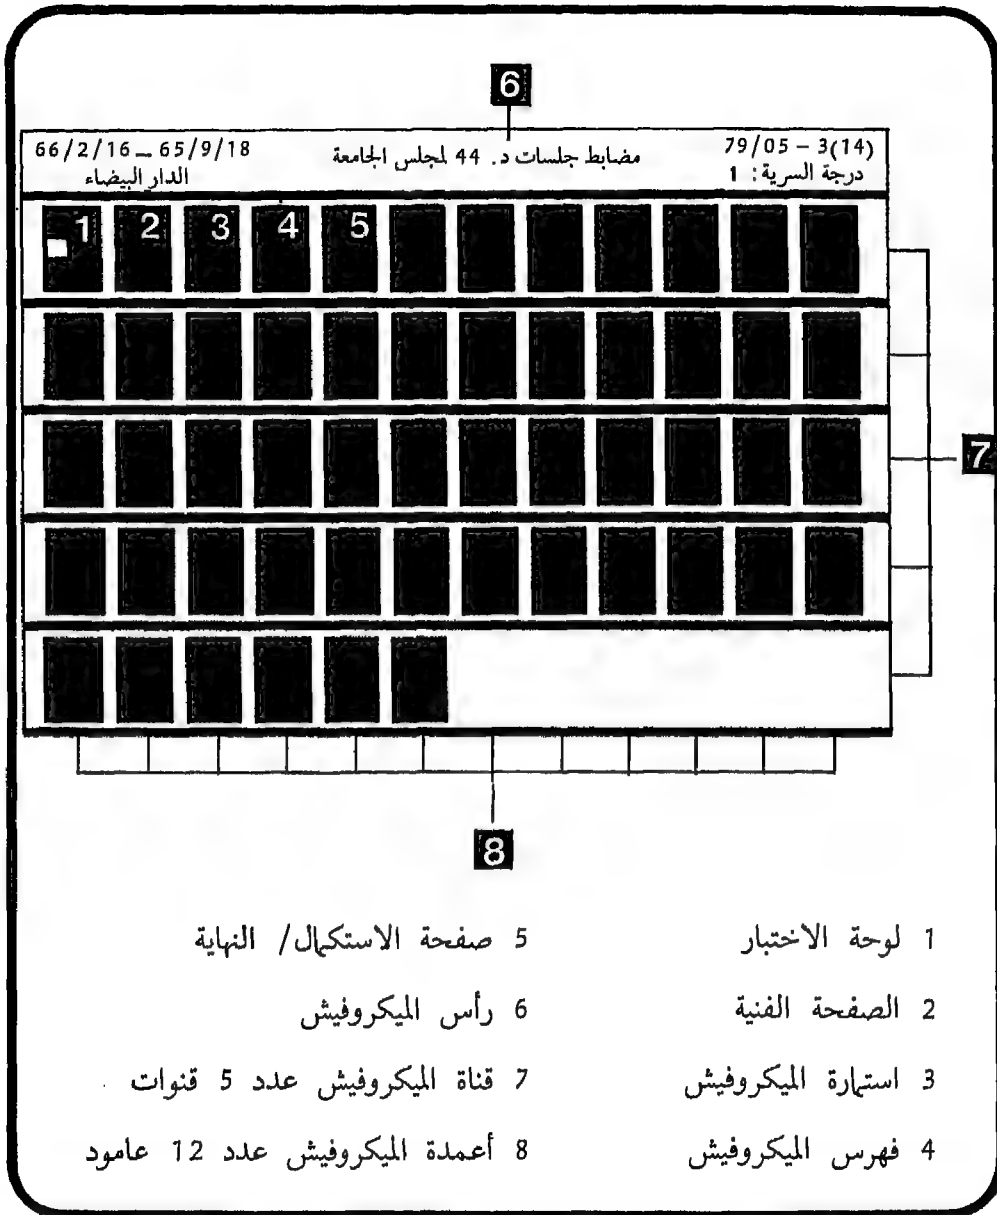 6
79/05 - 3(14)
مضابط جلسات د. 44 لمجلس الجامعة
65/9/18 - 66/2/16
درجة السرية: 1
الدار البيضاء
1 2 3 4 5
7
8
1 لوحة الاختبار
2 الصفحة الفنية
3 استمارة الميكروفيش
4 فهرس الميكروفيش
5 صفحة الاستكمال/ النهاية
6 رأس الميكروفيش
7 قناة الميكروفيش عدد 5 قنوات
8 أعمدة الميكروفيش عدد 12 عامود